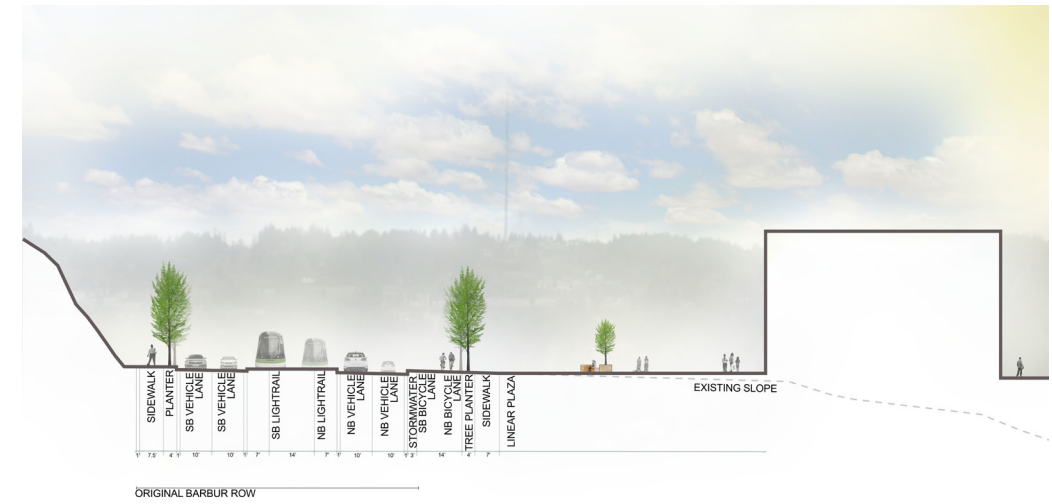 SIDEWALK
PLANTER
SB VEHICLE
LANE
SB VEHICLE
LANE
SB LIGHTRAIL
NB LIGHTRAIL
NB VEHICLE
LANE
NB VEHICLE
LANE
STORMWATER
SB BICYCLE
LANE
NB BICYCLE
LANE
TREE PLANTER
SIDEWALK
LINEAR PLAZA
EXISTING SLOPE
1' 7.5' 4' 1' 10' 10' 1' 7' 14' 7' 1' 10' 10' 1' 3' 14' 4' 7'
ORIGINAL BARBUR ROW